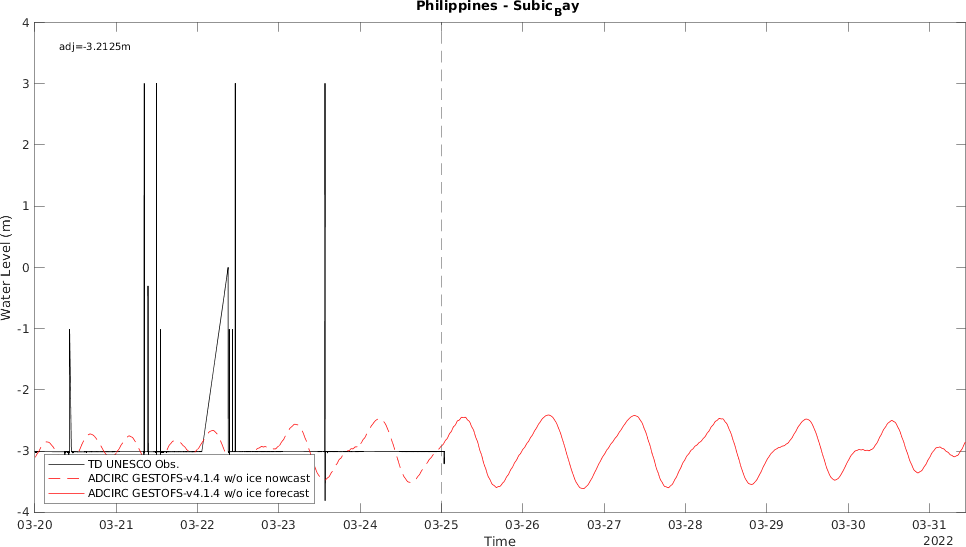 Philippines - SubicBay
4
adj=-3.2125m
3
2
1
0
-1
-2
-3
-4
Water Level (m)
TD UNESCO Obs.
ADCIRC GESTOFS-v4.1.4 w/o ice nowcast
ADCIRC GESTOFS-v4.1.4 w/o ice forecast
03-20 03-21 03-22 03-23 03-24 03-25 03-26 03-27 03-28 03-29 03-30 03-31
Time
2022